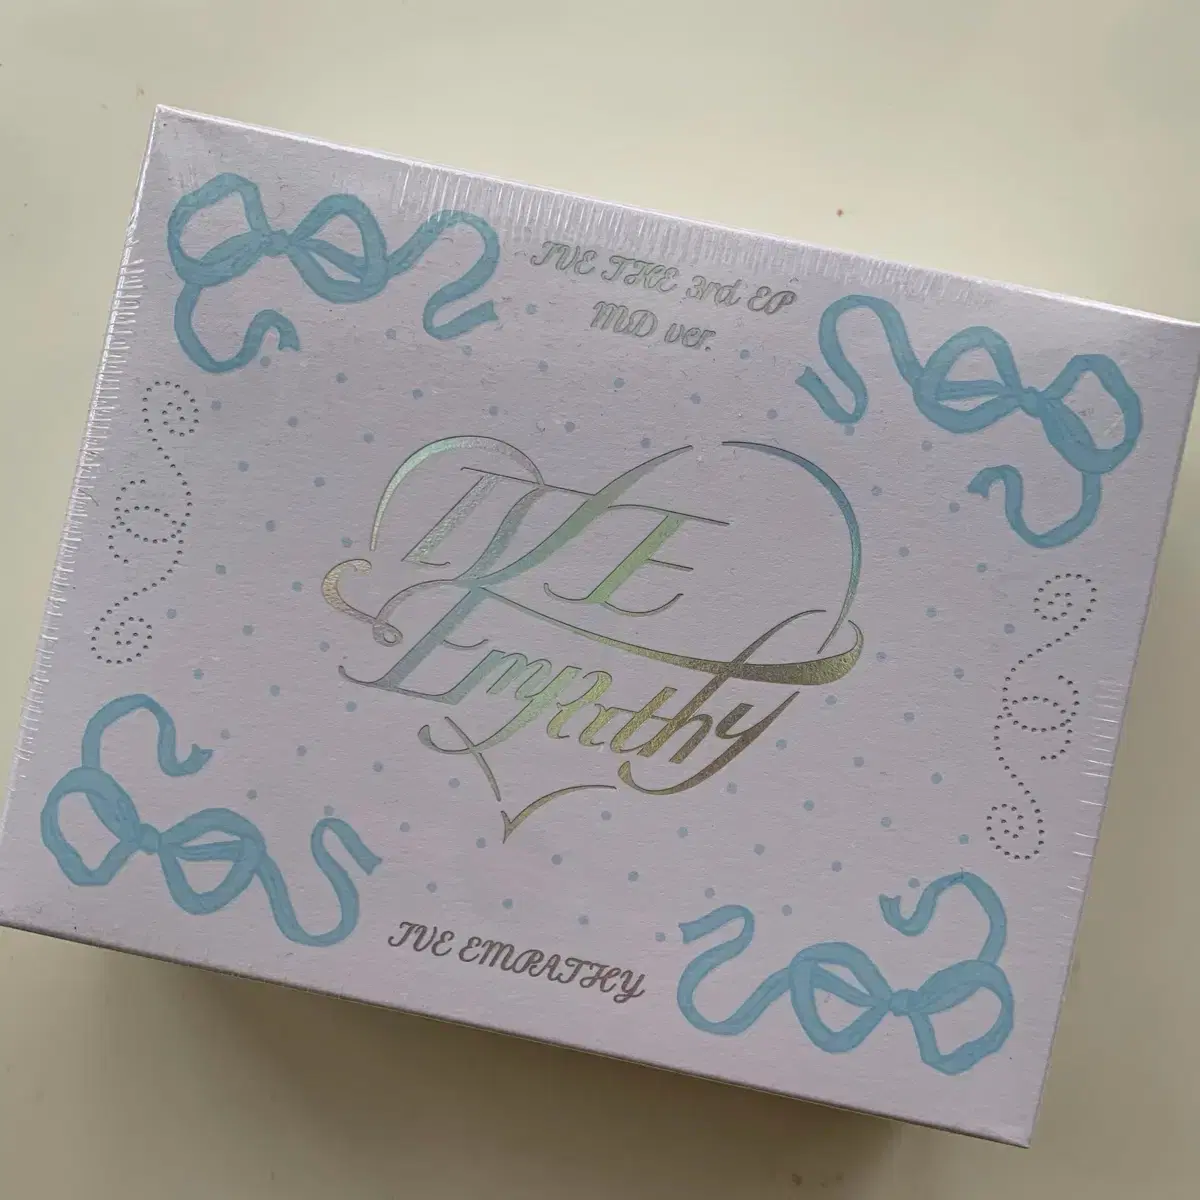 IVE THE 3rd EP
MD ver.
IVE
Empathy
IVE EMPATHY